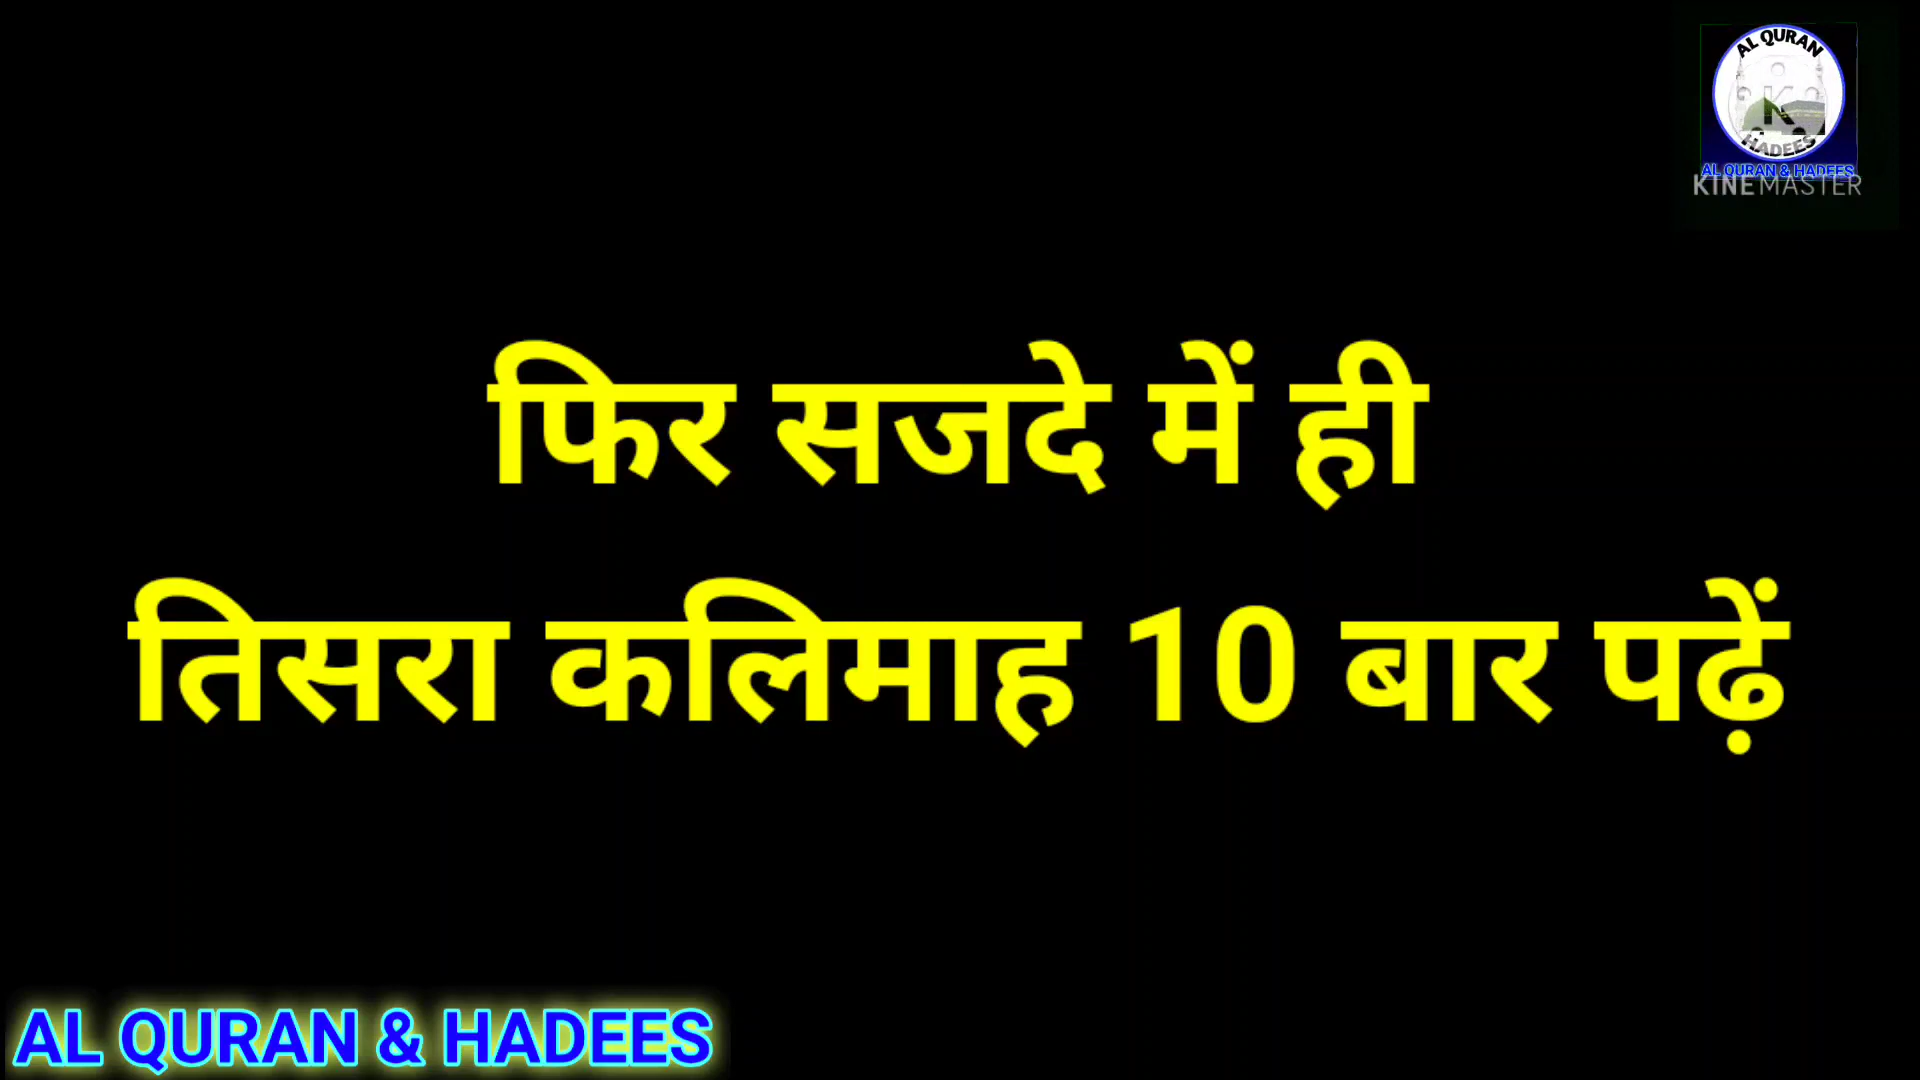 AL QURAN
HADEES
AL QURAN & HADEES
KINEMASTER
फिर सजदे में ही
तिसरा कलिमाह 10 बार पढ़ें
AL QURAN & HADEES